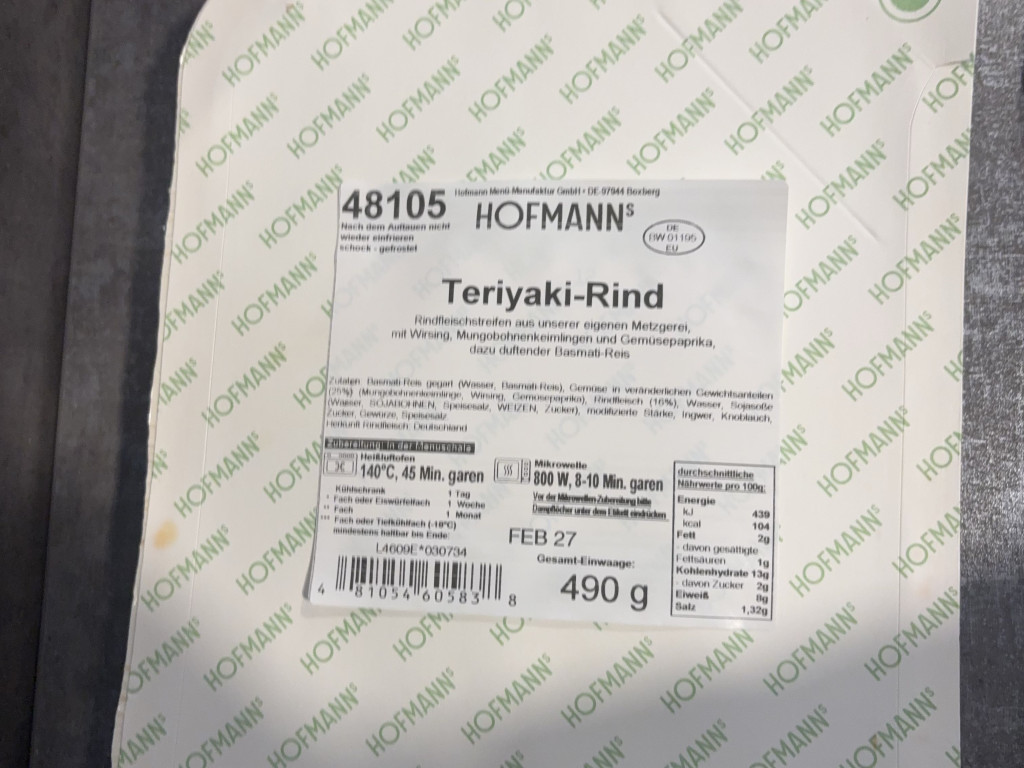 Hofmann Menü Manufaktur GmbH • DE-97944 Boxberg
48105 HOFMANNS
Nach dem Auftauen nicht
wieder einfrieren
schock - gefrostet
DE
BW 01195
EU
Teriyaki-Rind
Rindfleischstreifen aus unserer eigenen Metzgerei,
mit Wirsing, Mungobohnenkeimlingen und Gemüsepaprika,
dazu duftender Basmati-Reis
Zutaten: Basmati-Reis gegart (Wasser, Basmati-Reis), Gemüse in veränderlichen Gewichtsanteilen
(25%) (Mungobohnenkeimlinge, Wirsing, Gemüsepaprika), Rindfleisch (16%), Wasser, Sojasoße
(Wasser, SOJABOHNEN, Speisesalz, WEIZEN, Zucker), modifizierte Stärke, Ingwer, Knoblauch,
Zucker, Gewürze, Speisesalz
Herkunft Rindfleisch: Deutschland
Zubereitung: in der Menüschale
Heißluftofen
140°C, 45 Min. garen
Mikrowelle
800 W, 8-10 Min. garen
Vor der Mikrowellen-Zubereitung bitte
Dampflöcher unter dem Etikett eindrücken
Kühlschrank 1 Tag
* Fach oder Eiswürfelfach 1 Woche
** Fach 1 Monat
*** Fach oder Tiefkühlfach (-18°C)
mindestens haltbar bis Ende:
FEB 27
L4609E*030734
Gesamt-Einwaage:
490 g
4 81054 60583 8
durchschnittliche
Nährwerte pro 100g:
Energie
kJ 439
kcal 104
Fett 2g
- davon gesättigte
Fettsäuren 1g
Kohlenhydrate 13g
- davon Zucker 2g
Eiweiß 8g
Salz 1,32g
HOFMANNS